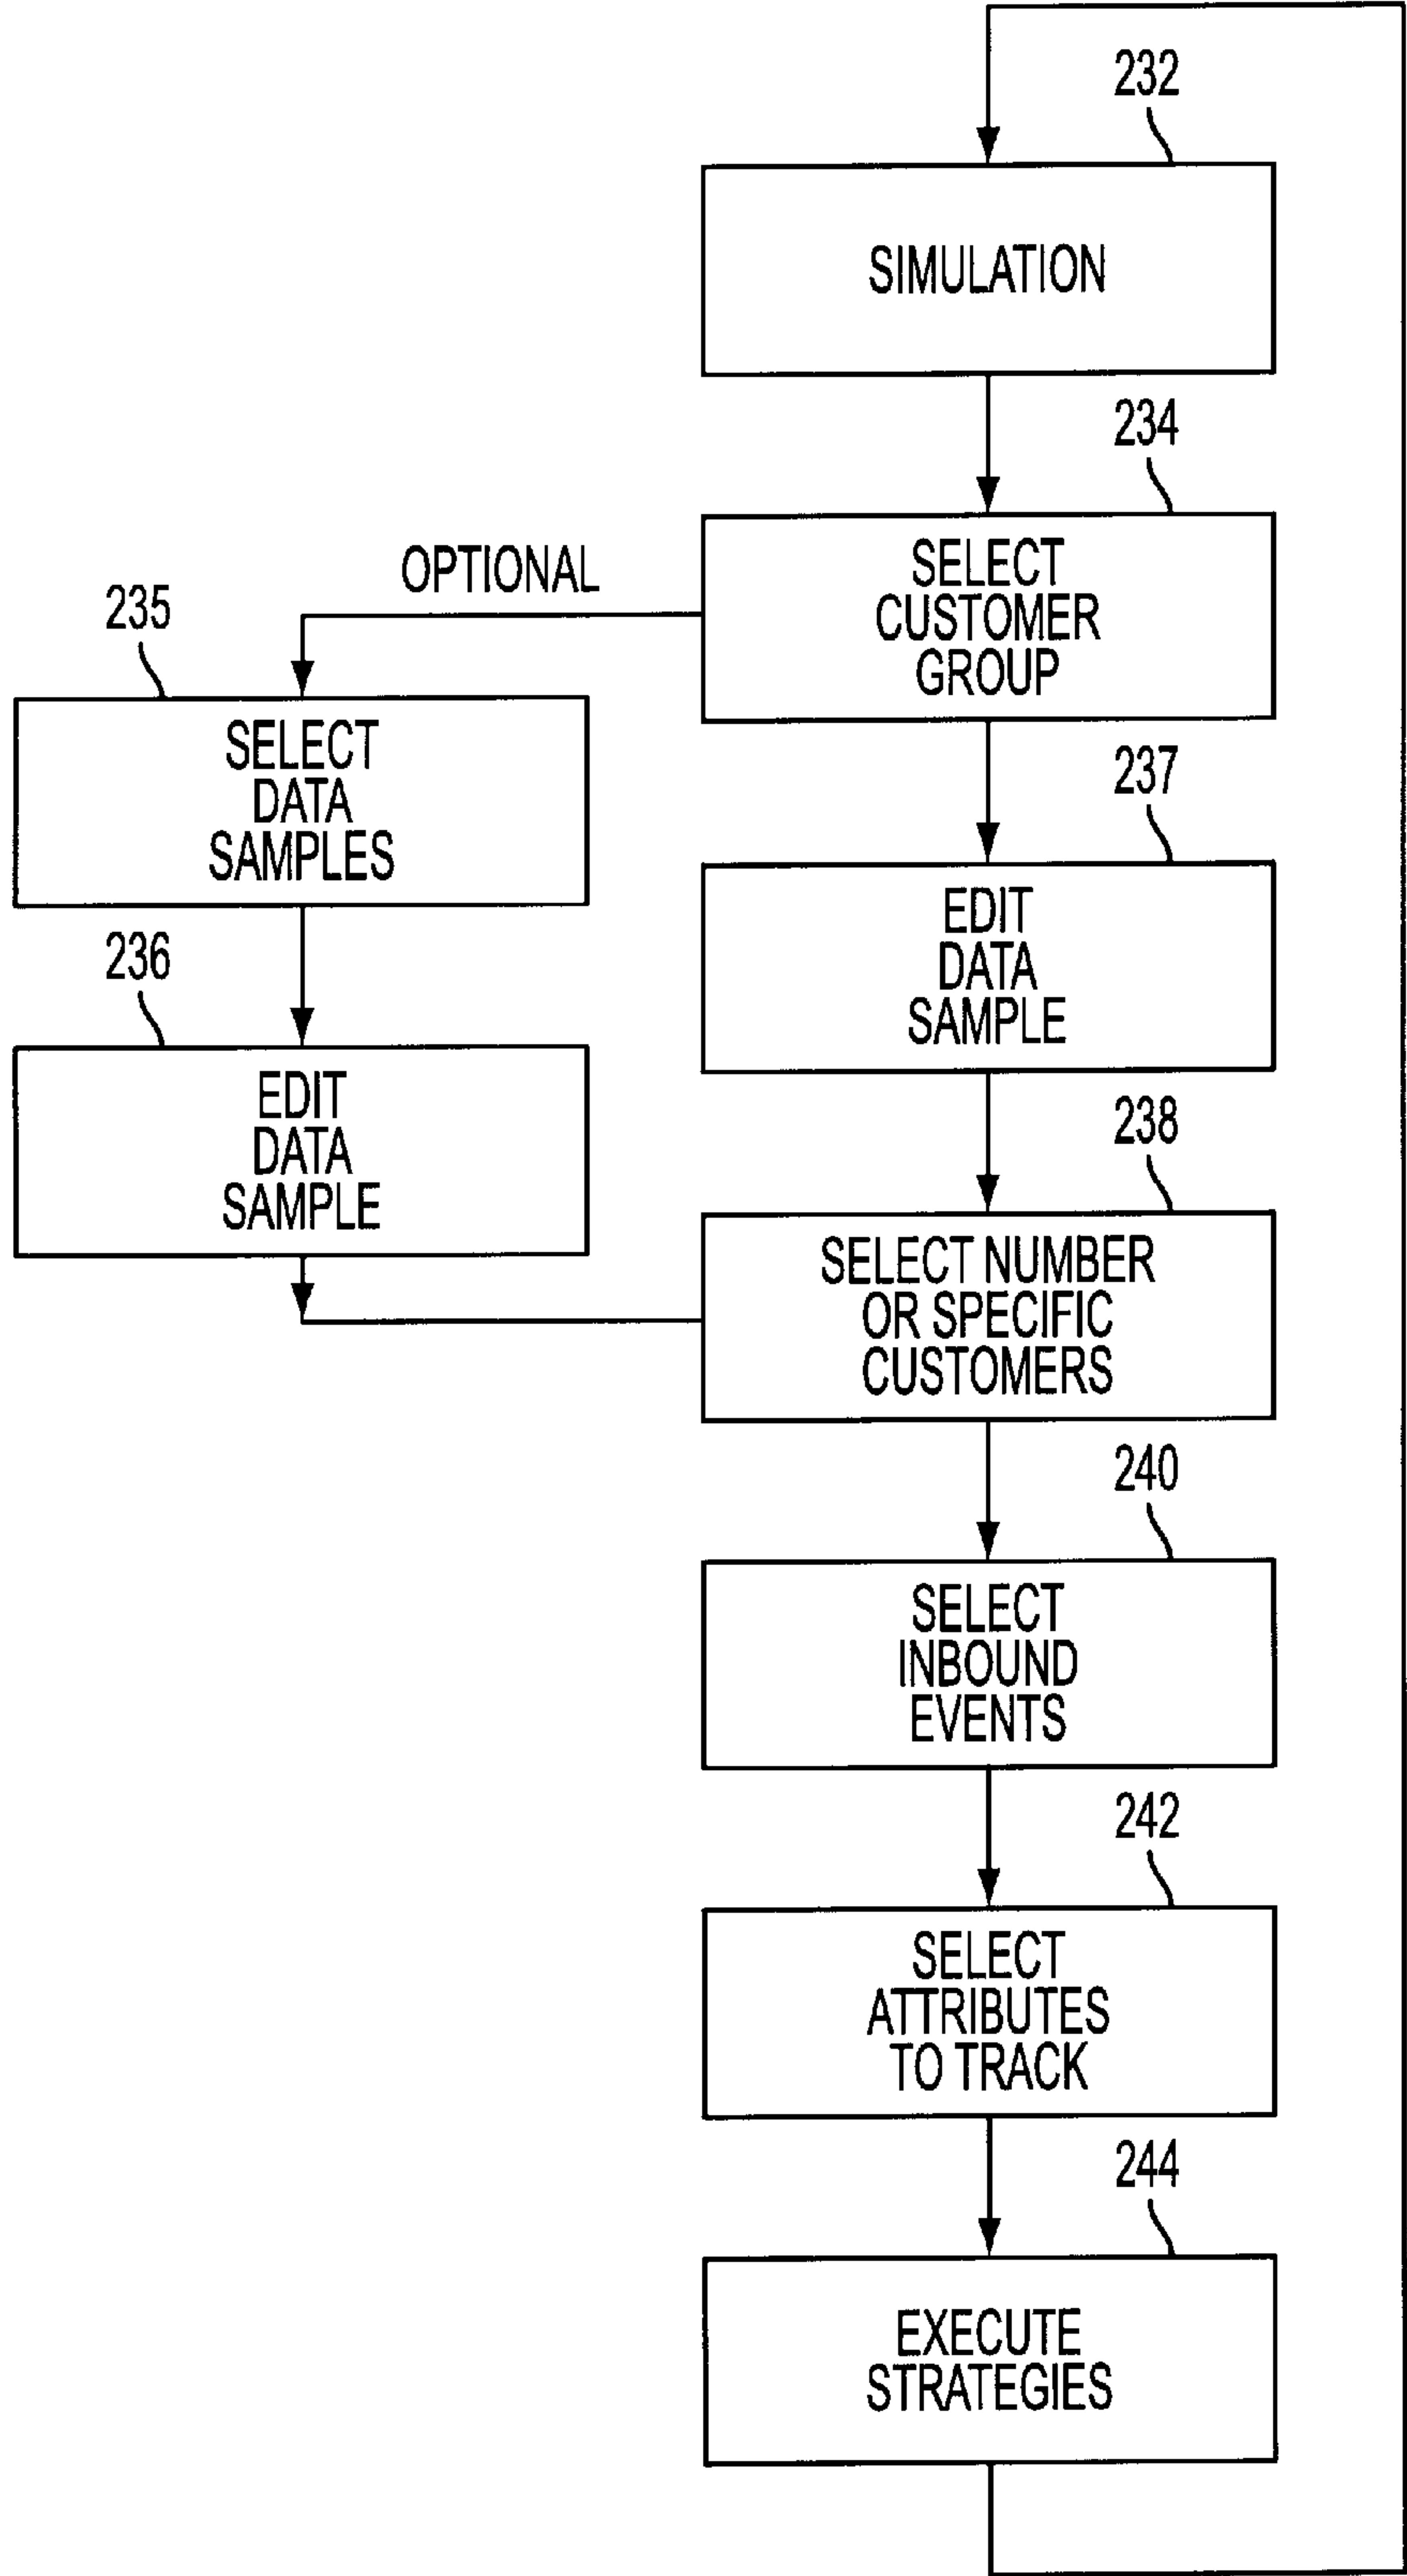 232
SIMULATION
234
SELECT
CUSTOMER
GROUP
OPTIONAL
235
SELECT
DATA
SAMPLES
237
EDIT
DATA
SAMPLE
236
EDIT
DATA
SAMPLE
238
SELECT NUMBER
OR SPECIFIC
CUSTOMERS
240
SELECT
INBOUND
EVENTS
242
SELECT
ATTRIBUTES
TO TRACK
244
EXECUTE
STRATEGIES